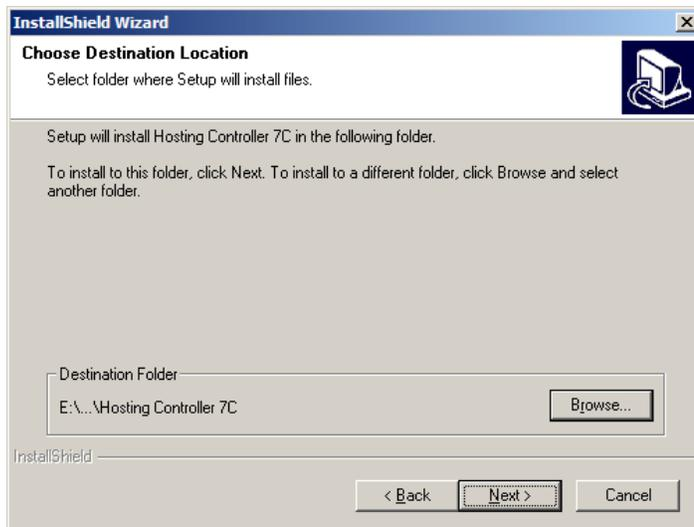 InstallShield Wizard
Choose Destination Location
Select folder where Setup will install files.
Setup will install Hosting Controller 7C in the following folder.
To install to this folder, click Next. To install to a different folder, click Browse and select
another folder.
Destination Folder
E:\...\Hosting Controller 7C
Browse...
InstallShield
< Back
Next >
Cancel